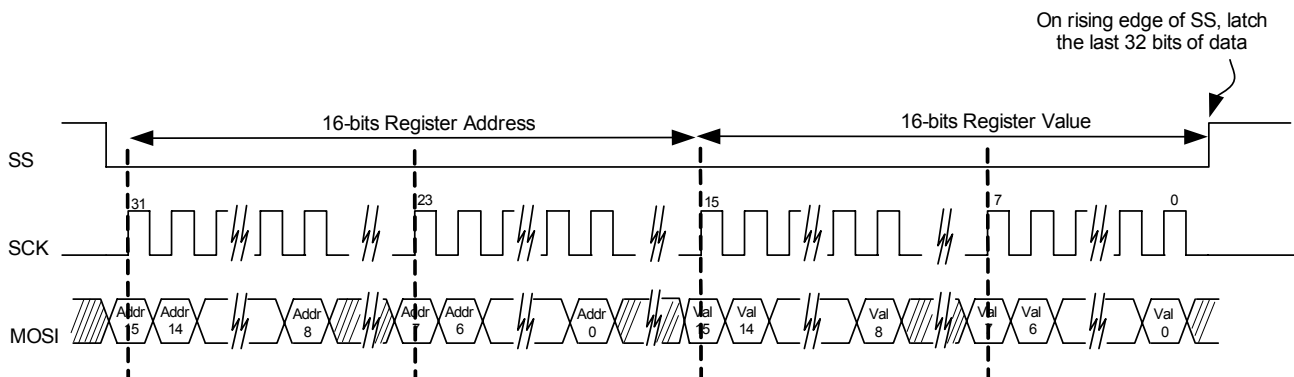 On rising edge of SS, latch
the last 32 bits of data
16-bits Register Address
16-bits Register Value
SS
31
23
15
7
0
SCK
Addr
15
Addr
14
Addr
8
Addr
7
Addr
6
Addr
0
Val
15
Val
14
Val
8
Val
7
Val
6
Val
0
MOSI